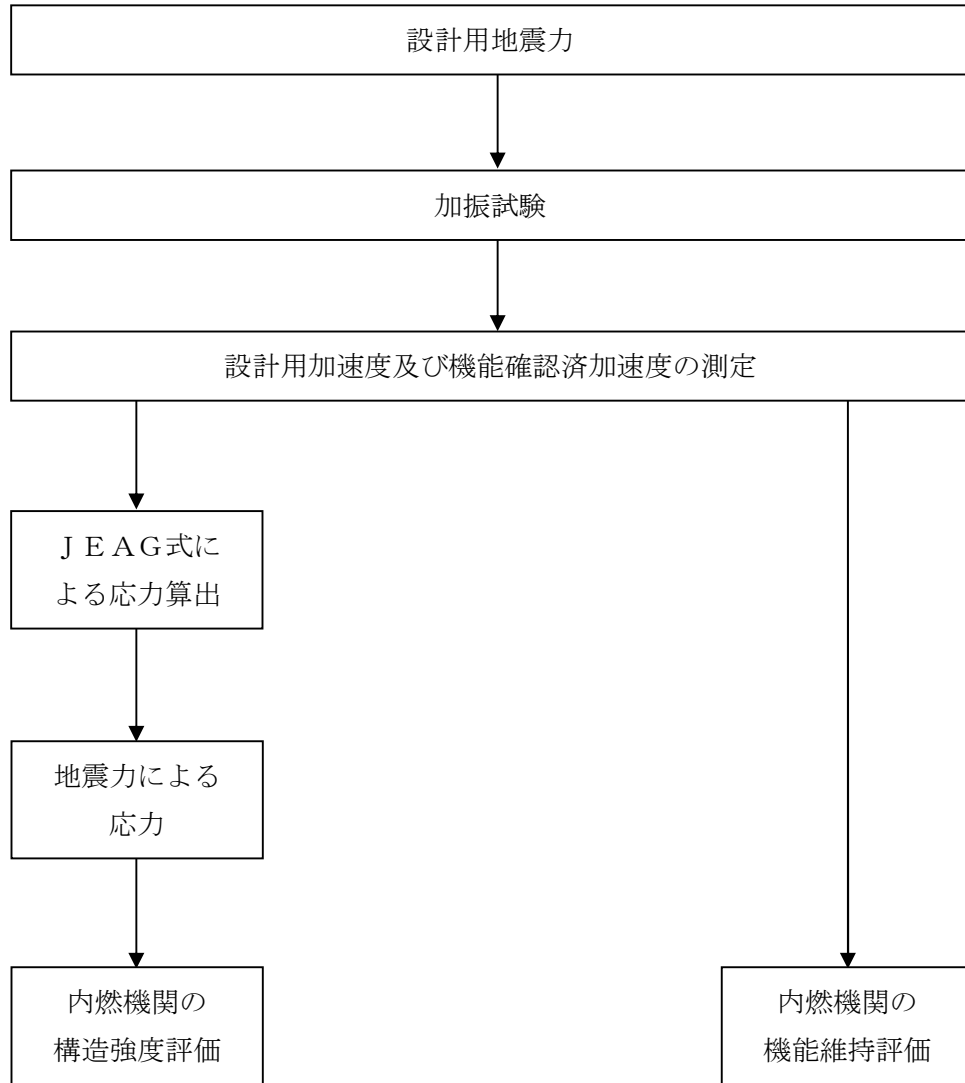 設計用地震力
加振試験
設計用加速度及び機能確認済加速度の測定
ＪＥＡＧ式に
よる応力算出
地震力による
応力
内燃機関の
構造強度評価
内燃機関の
機能維持評価